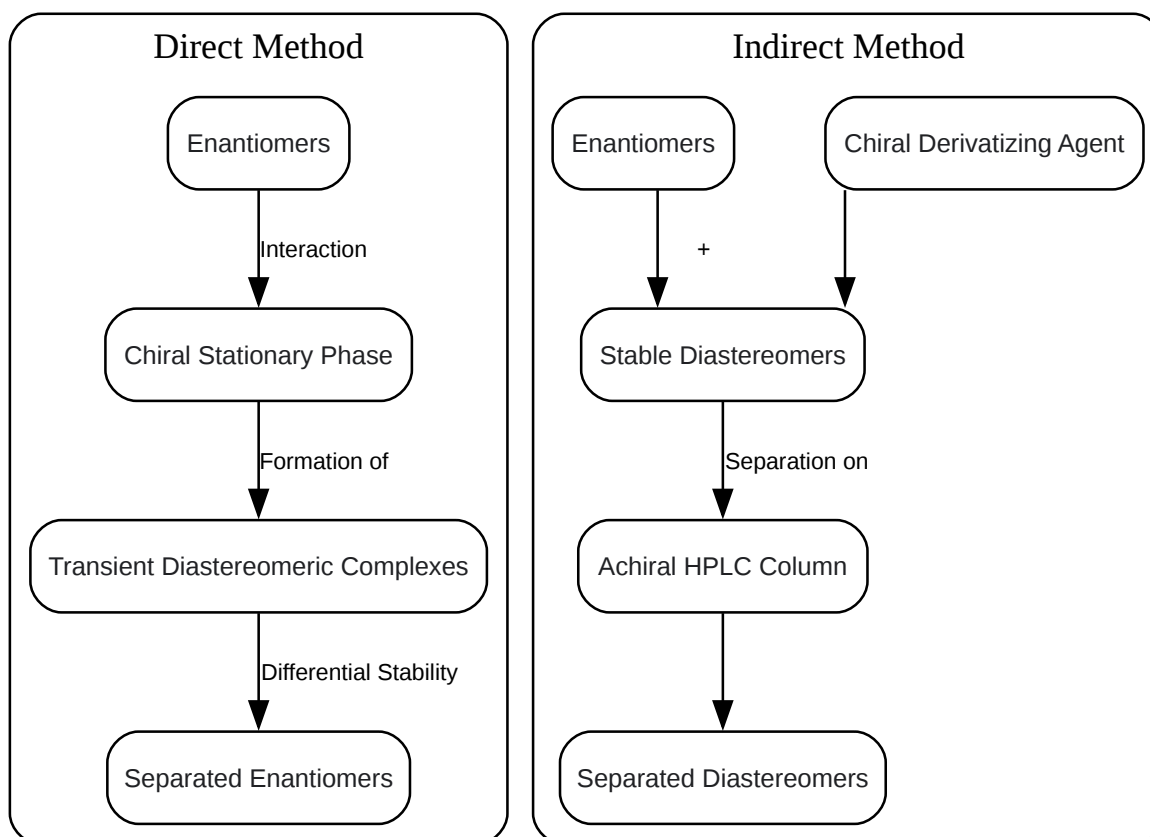 Direct Method
Enantiomers
Interaction
Chiral Stationary Phase
Formation of
Transient Diastereomeric Complexes
Differential Stability
Separated Enantiomers
Indirect Method
Enantiomers
Chiral Derivatizing Agent
+
Stable Diastereomers
Separation on
Achiral HPLC Column
Separated Diastereomers